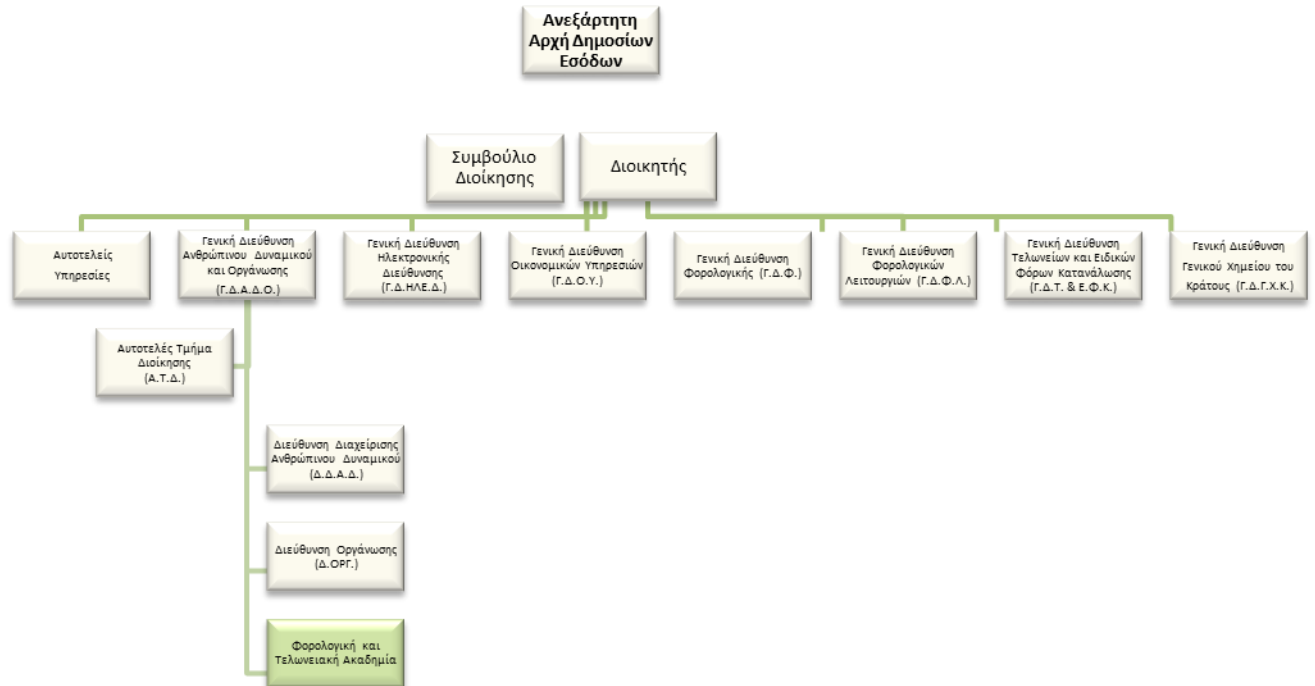 Ανεξάρτητη
Αρχή Δημοσίων
Εσόδων
Συμβούλιο
Διοίκησης
Διοικητής
Αυτοτελείς
Υπηρεσίες
Γενική Διεύθυνση
Ανθρώπινου Δυναμικού
και Οργάνωσης
(Γ.Δ.Α.Δ.Ο.)
Γενική Διεύθυνση
Ηλεκτρονικής
Διεύθυνσης
(Γ.Δ.ΗΛΕ.Δ.)
Γενική Διεύθυνση
Οικονομικών Υπηρεσιών
(Γ.Δ.Ο.Υ.)
Γενική Διεύθυνση
Φορολογικής (Γ.Δ.Φ.)
Γενική Διεύθυνση
Φορολογικών
Λειτουργιών (Γ.Δ.Φ.Λ.)
Γενική Διεύθυνση
Τελωνείων και Ειδικών
Φόρων Κατανάλωσης
(Γ.Δ.Τ. & Ε.Φ.Κ.)
Γενική Διεύθυνση
Γενικού Χημείου του
Κράτους (Γ.Δ.Γ.Χ.Κ.)
Αυτοτελές Τμήμα
Διοίκησης
(Α.Τ.Δ.)
Διεύθυνση Διαχείρισης
Ανθρώπινου Δυναμικού
(Δ.Δ.Α.Δ.)
Διεύθυνση Οργάνωσης
(Δ.ΟΡΓ.)
Φορολογική και
Τελωνειακή Ακαδημία